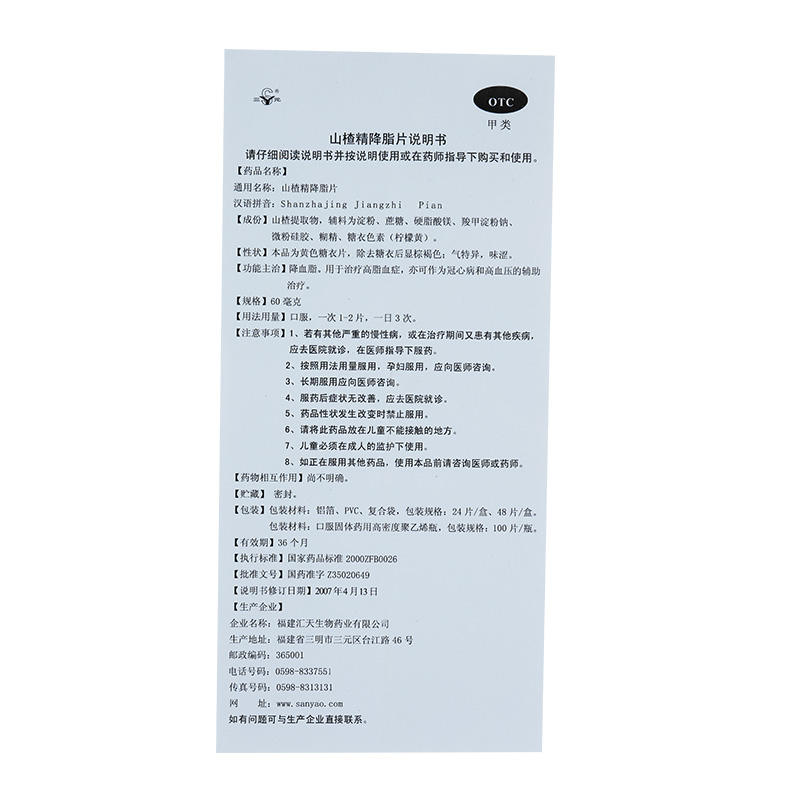 三元
OTC
甲类
山楂精降脂片说明书
请仔细阅读说明书并按说明使用或在药师指导下购买和使用。
【药品名称】
通用名称：山楂精降脂片
汉语拼音：Shanzhajing Jiangzhi Pian
【成份】山楂提取物，辅料为淀粉、蔗糖、硬脂酸镁、羧甲淀粉钠、
微粉硅胶、糊精、糖衣色素（柠檬黄）。
【性状】本品为黄色糖衣片，除去糖衣后显棕褐色；气特异，味涩。
【功能主治】降血脂。用于治疗高脂血症，亦可作为冠心病和高血压的辅助
治疗。
【规格】60毫克
【用法用量】口服，一次1-2片，一日3次。
【注意事项】1、若有其他严重的慢性病，或在治疗期间又患有其他疾病，
应去医院就诊，在医师指导下服药。
2、按照用法用量服用，孕妇服用，应向医师咨询。
3、长期服用应向医师咨询。
4、服药后症状无改善，应去医院就诊。
5、药品性状发生改变时禁止服用。
6、请将此药品放在儿童不能接触的地方。
7、儿童必须在成人的监护下使用。
8、如正在服用其他药品，使用本品前请咨询医师或药师。
【药物相互作用】尚不明确。
【贮藏】 密封。
【包装】包装材料：铝箔、PVC、复合袋，包装规格：24片/盒、48片/盒。
包装材料：口服固体药用高密度聚乙烯瓶，包装规格：100片/瓶。
【有效期】36个月
【执行标准】国家药品标准 2000ZFB0026
【批准文号】国药准字 Z35020649
【说明书修订日期】2007年4月13日
【生产企业】
企业名称：福建汇天生物药业有限公司
生产地址：福建省三明市三元区台江路46号
邮政编码：365001
电话号码：0598-8337551
传真号码：0598-8313131
网 址：www.sanyao.com
如有问题可与生产企业直接联系。